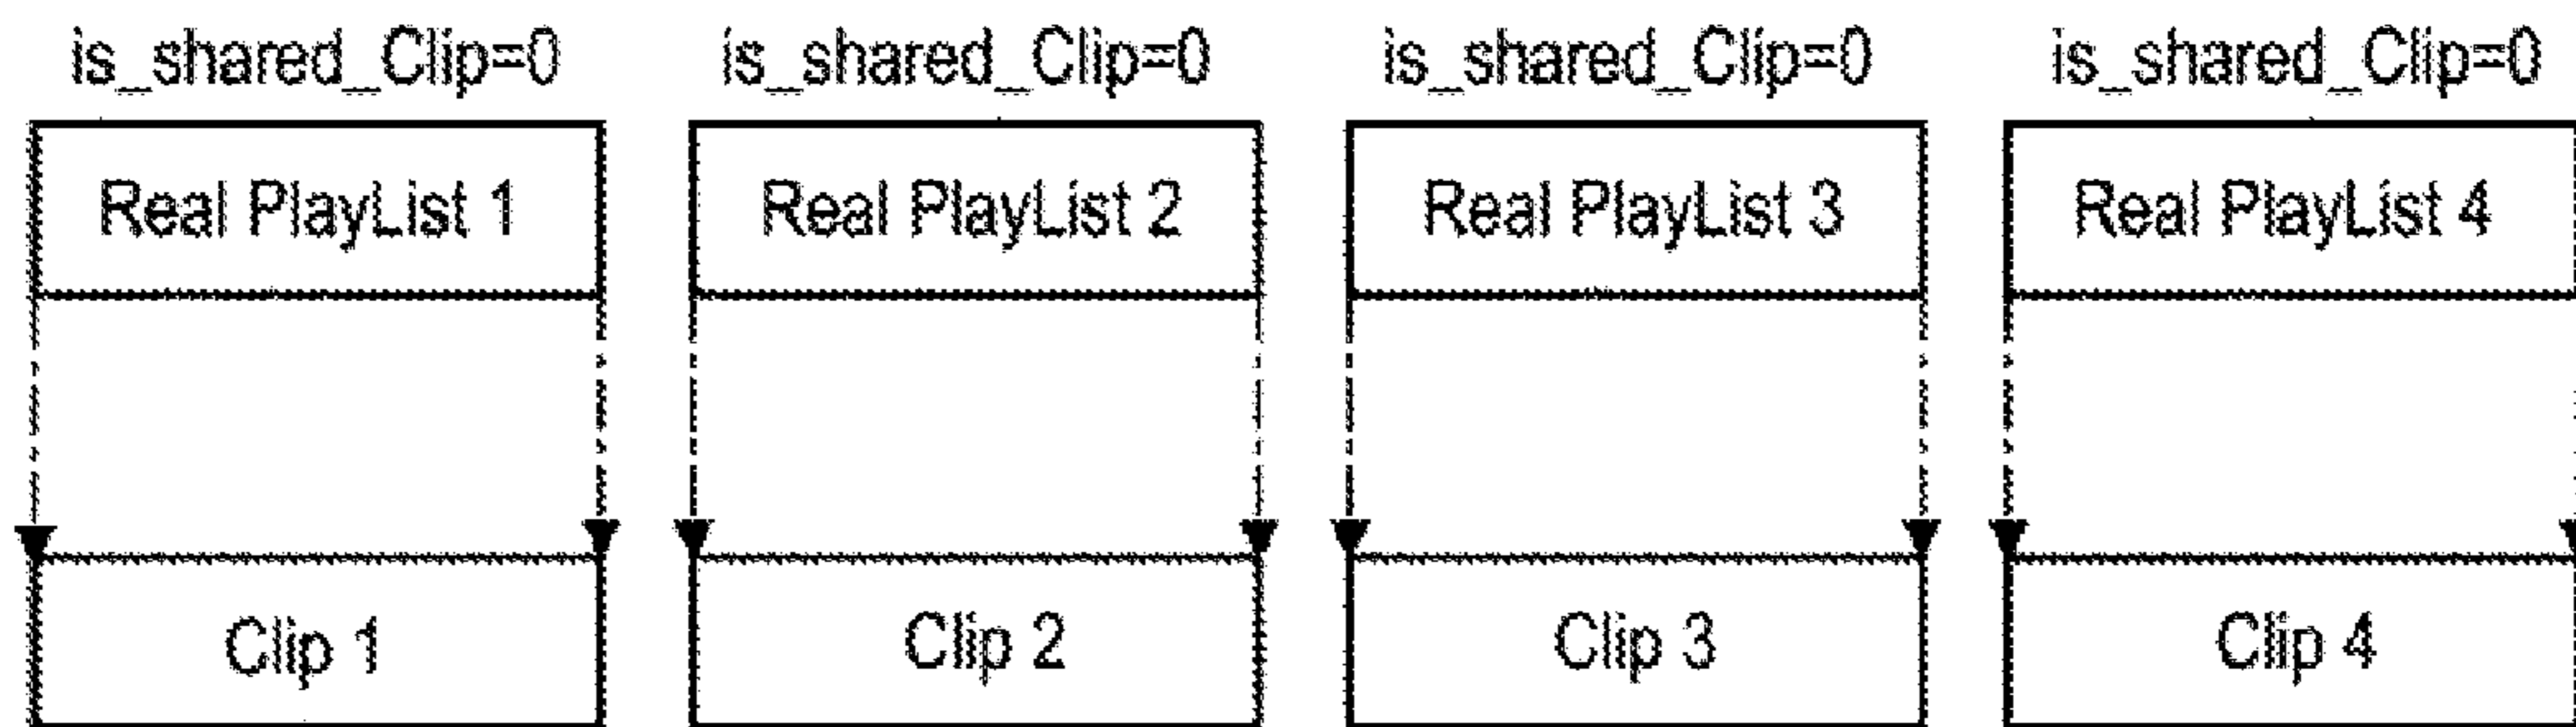 is_shared_Clip=0 is_shared_Clip=0 is_shared_Clip=0 is_shared_Clip=0
Real PlayList 1 Real PlayList 2 Real PlayList 3 Real PlayList 4
Clip 1 Clip 2 Clip 3 Clip 4